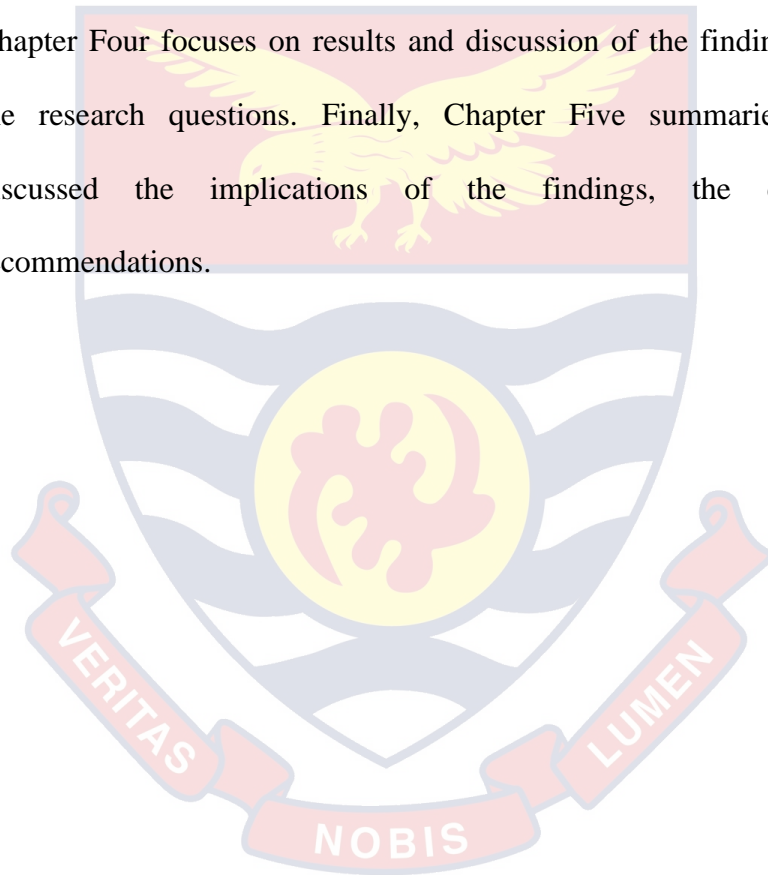 hapter Four focuses on results and discussion of the findin
e research questions. Finally, Chapter Five summarie
scussed the implications of the findings, the
commendations.
VERITAS
NOBIS
LUMEN